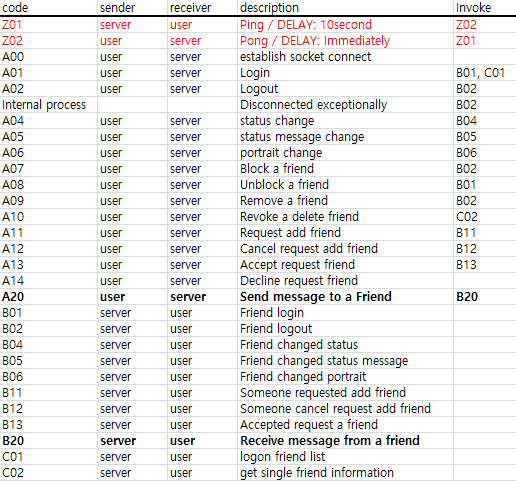 code sender receiver description Invoke
Z01 server user Ping / DELAY: 10second Z02
Z02 user server Pong / DELAY: Immediately Z01
A00 user server establish socket connect
A01 user server Login B01, C01
A02 user server Logout B02
Internal process Disconnected exceptionally B02
A04 user server status change B04
A05 user server status message change B05
A06 user server portrait change B06
A07 user server Block a friend B02
A08 user server Unblock a friend B01
A09 user server Remove a friend B02
A10 user server Revoke a delete friend C02
A11 user server Request add friend B11
A12 user server Cancel request add friend B12
A13 user server Accept request friend B13
A14 user server Decline request friend
A20 user server Send message to a Friend B20
B01 server user Friend login
B02 server user Friend logout
B04 server user Friend changed status
B05 server user Friend changed status message
B06 server user Friend changed portrait
B11 server user Someone requested add friend
B12 server user Someone cancel request add friend
B13 server user Accepted request a friend
B20 server user Receive message from a friend
C01 server user logon friend list
C02 server user get single friend information